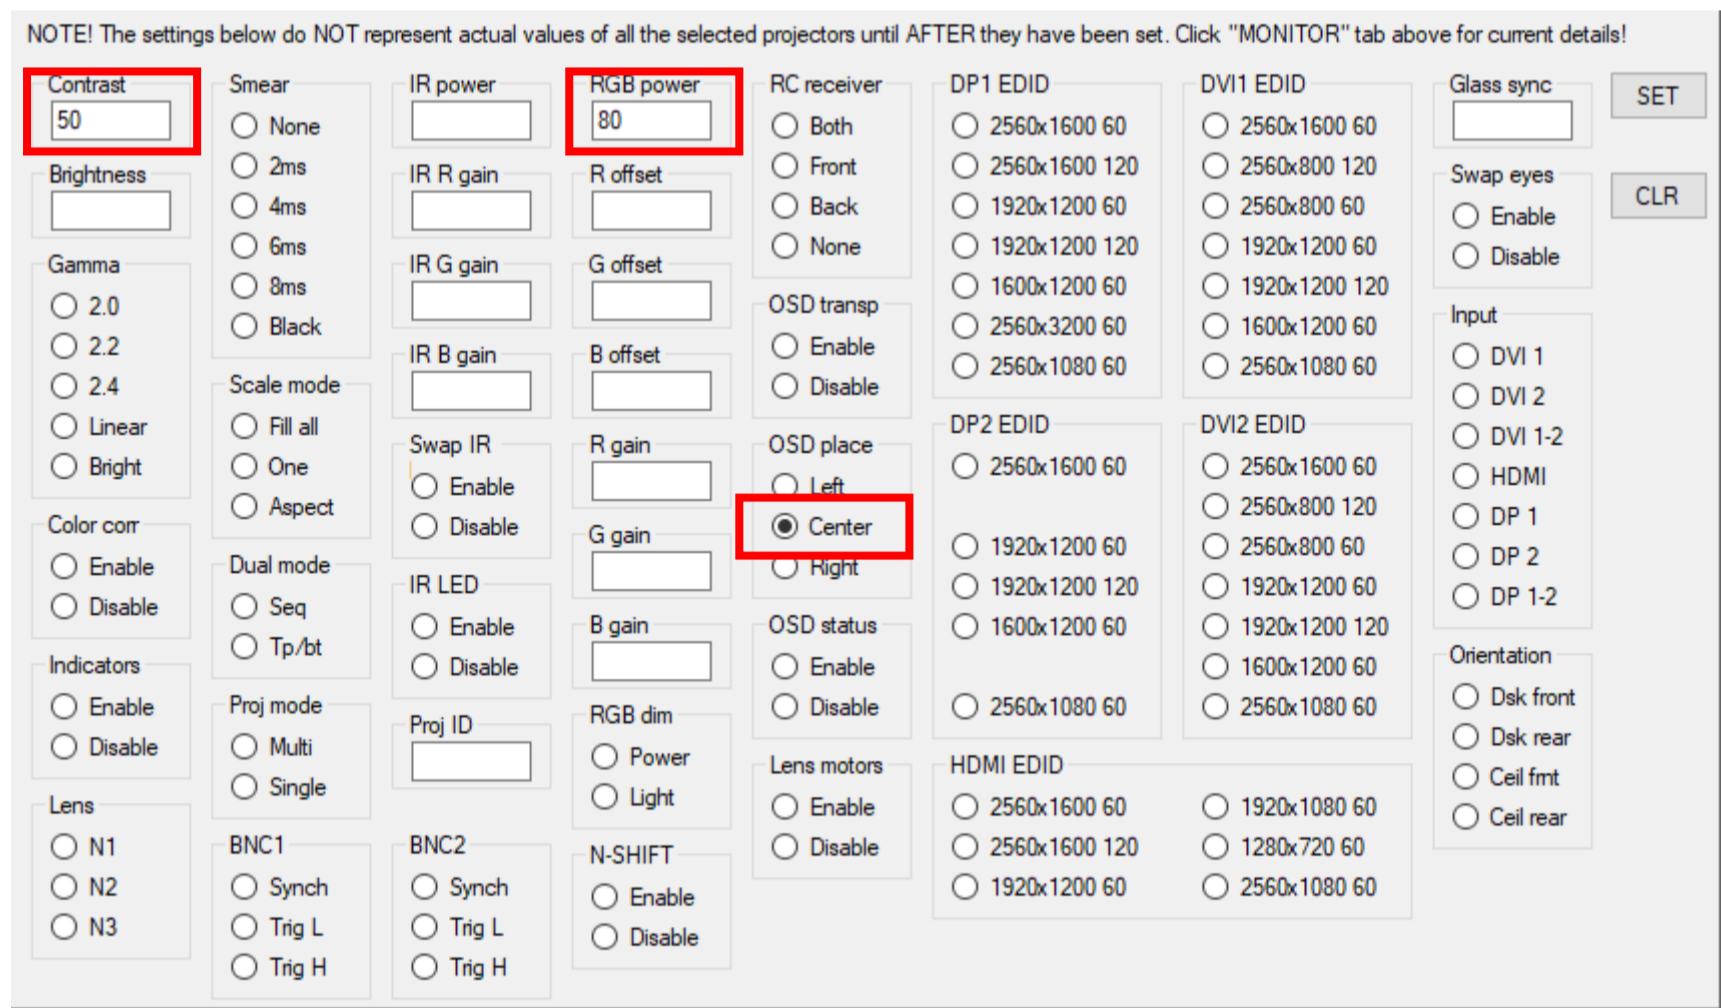 NOTE! The settings below do NOT represent actual values of all the selected projectors until AFTER they have been set. Click "MONITOR" tab above for current details!
Contrast
50
Brightness
Gamma
2.0
2.2
2.4
Linear
Bright
Color corr
Enable
Disable
Indicators
Enable
Disable
Lens
N1
N2
N3
Smear
None
2ms
4ms
6ms
8ms
Black
Scale mode
Fill all
One
Aspect
Dual mode
Seq
Tp/bt
Proj mode
Multi
Single
BNC1
Synch
Trig L
Trig H
IR power
IR R gain
IR G gain
IR B gain
Swap IR
Enable
Disable
IR LED
Enable
Disable
Proj ID
BNC2
Synch
Trig L
Trig H
RGB power
80
R offset
G offset
B offset
R gain
G gain
B gain
RGB dim
Power
Light
N-SHIFT
Enable
Disable
RC receiver
Both
Front
Back
None
OSD transp
Enable
Disable
OSD place
Left
Center
Right
OSD status
Enable
Disable
Lens motors
Enable
Disable
DP1 EDID
2560x1600 60
2560x1600 120
1920x1200 60
1920x1200 120
1600x1200 60
2560x3200 60
2560x1080 60
DP2 EDID
2560x1600 60
1920x1200 60
1920x1200 120
1600x1200 60
2560x1080 60
DVI1 EDID
2560x1600 60
2560x800 120
2560x800 60
1920x1200 60
1920x1200 120
1600x1200 60
2560x1080 60
DVI2 EDID
2560x1600 60
2560x800 120
2560x800 60
1920x1200 60
1920x1200 120
1600x1200 60
2560x1080 60
HDMI EDID
2560x1600 60
2560x1600 120
1920x1200 60
1920x1080 60
1280x720 60
2560x1080 60
Glass sync
Swap eyes
Enable
Disable
Input
DVI 1
DVI 2
DVI 1-2
HDMI
DP 1
DP 2
DP 1-2
Orientation
Dsk front
Dsk rear
Ceil frnt
Ceil rear
SET
CLR